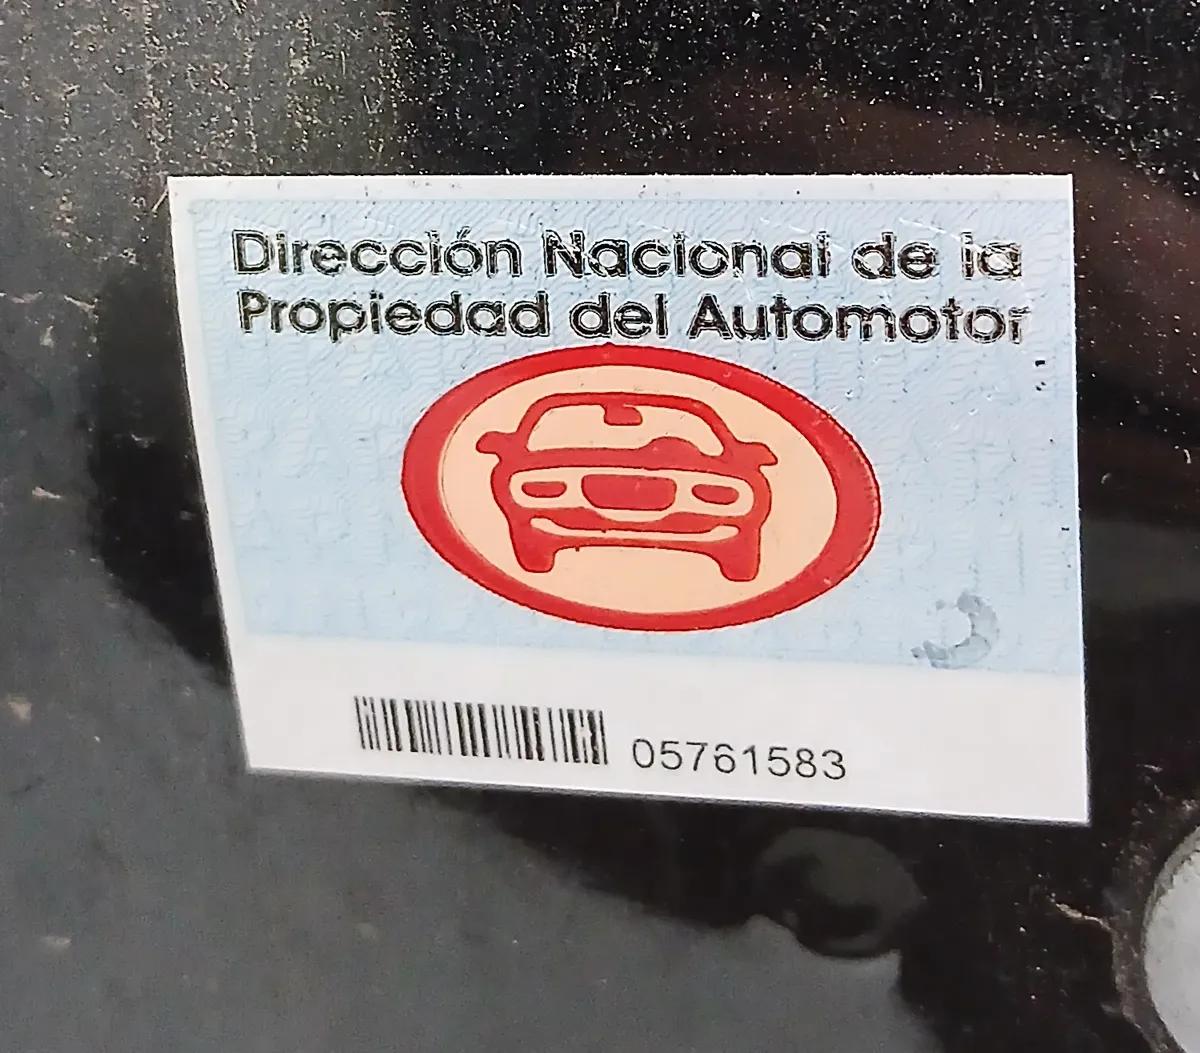 Dirección Nacional de la
Propiedad del Automotor
05761583